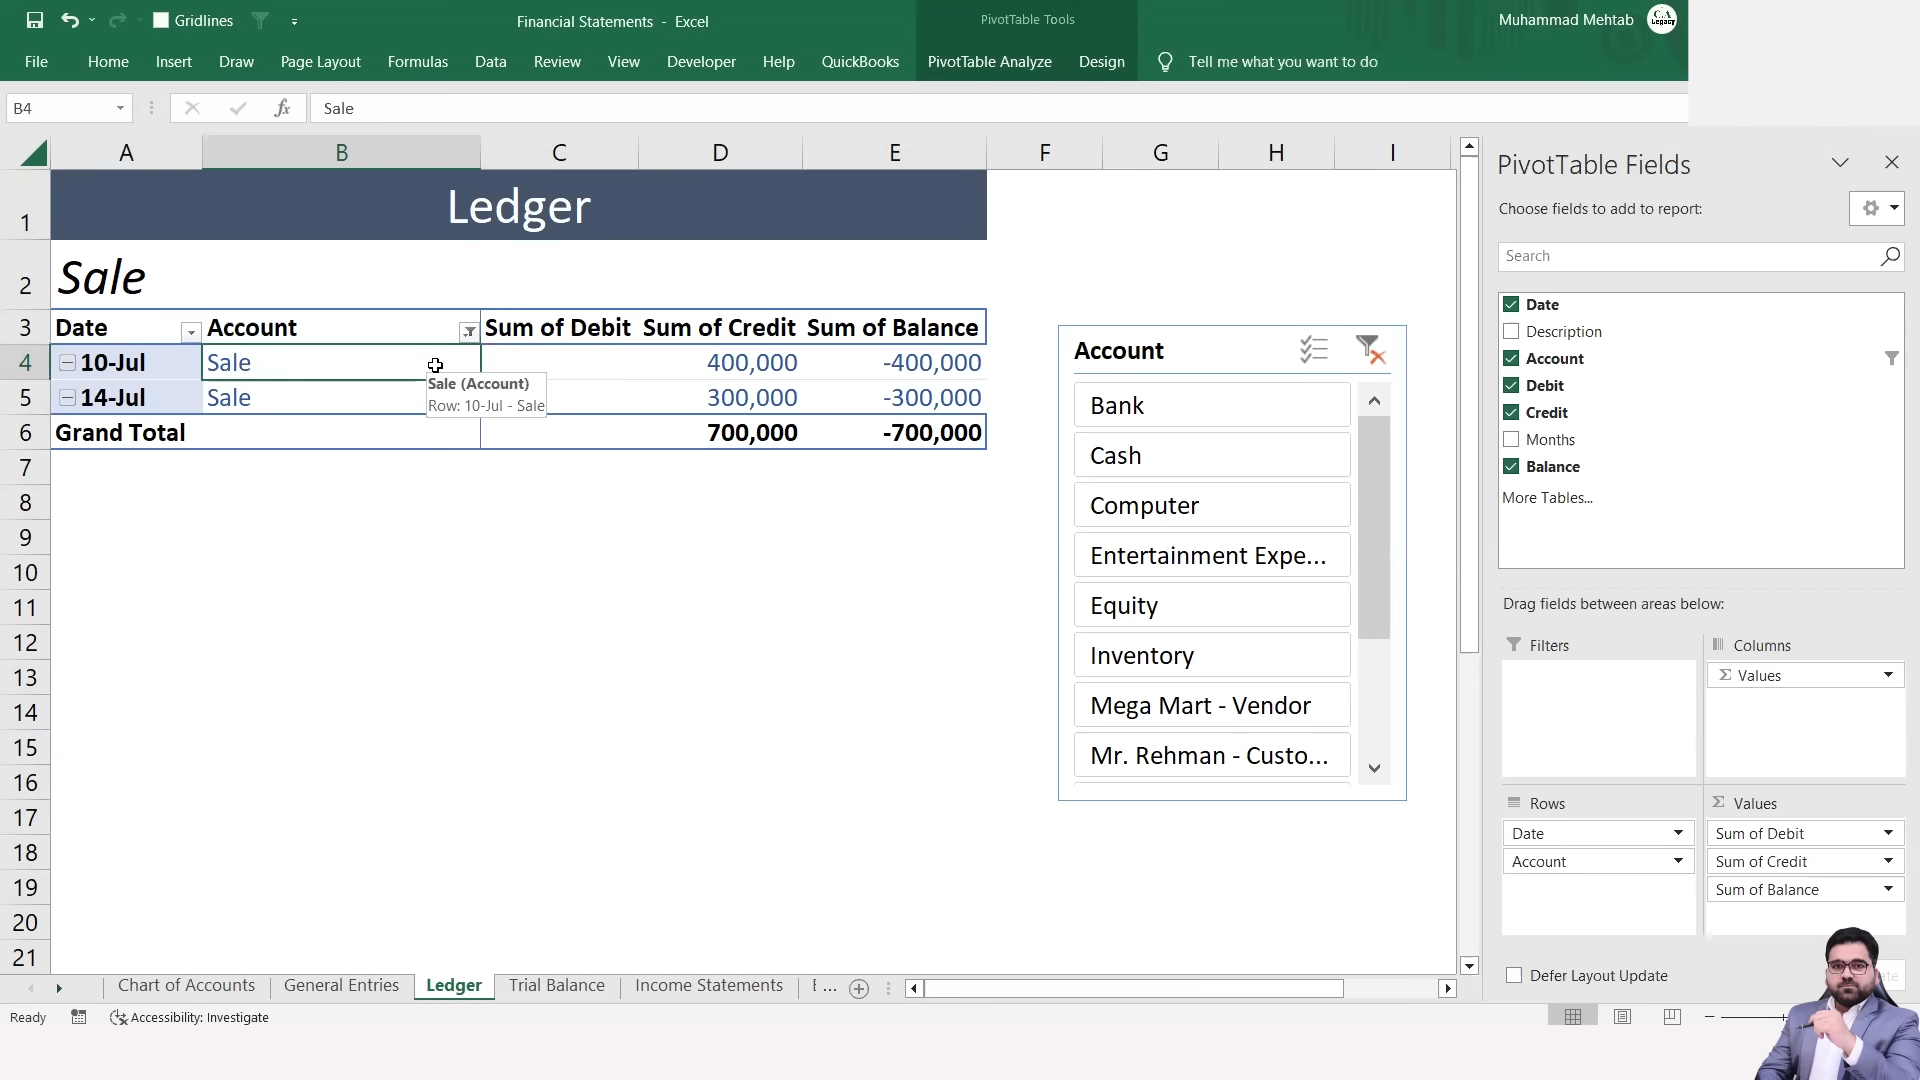 Gridlines
Financial Statements - Excel
PivotTable Tools
Muhammad Mehtab
CA Legacy
File Home Insert Draw Page Layout Formulas Data Review View Developer Help QuickBooks PivotTable Analyze Design Tell me what you want to do
B4 fx Sale
A B C D E F G H I
1 Ledger
2 Sale
3 Date Account Sum of Debit Sum of Credit Sum of Balance
4 10-Jul Sale 400,000 -400,000
Sale (Account)
Row: 10-Jul - Sale
5 14-Jul Sale 300,000 -300,000
6 Grand Total 700,000 -700,000
7
8
9
10
11
12
13
14
15
16
17
18
19
20
21
Account
Bank
Cash
Computer
Entertainment Expe...
Equity
Inventory
Mega Mart - Vendor
Mr. Rehman - Custo...
PivotTable Fields
Choose fields to add to report:
Search
Date
Description
Account
Debit
Credit
Months
Balance
More Tables...
Drag fields between areas below:
Filters
Columns
Σ Values
Rows
Date
Account
Σ Values
Sum of Debit
Sum of Credit
Sum of Balance
Defer Layout Update
Chart of Accounts General Entries Ledger Trial Balance Income Statements ...
Ready Accessibility: Investigate